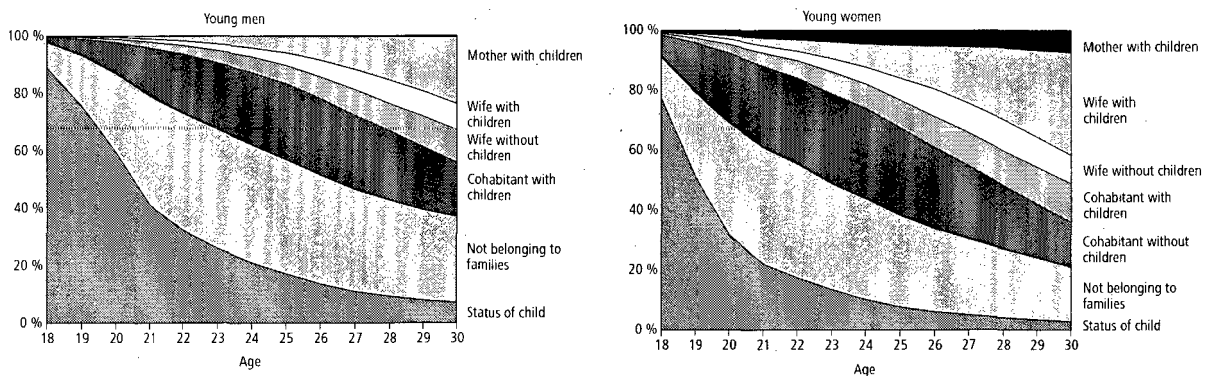 Young men
100 %
80 %
60 %
40 %
20 %
0 %
18 19 20 21 22 23 24 25 26 27 28 29 30
Age
Mother with children
Wife with
children
Wife without
children
Cohabitant with
children
Not belonging to
families
Status of child
Young women
100 %
80 %
60 %
40 %
20 %
0 %
18 19 20 21 22 23 24 25 26 27 28 29 30
Age
Mother with children
Wife with
children
Wife without children
Cohabitant with
children
Cohabitant without
children
Not belonging to
families
Status of child